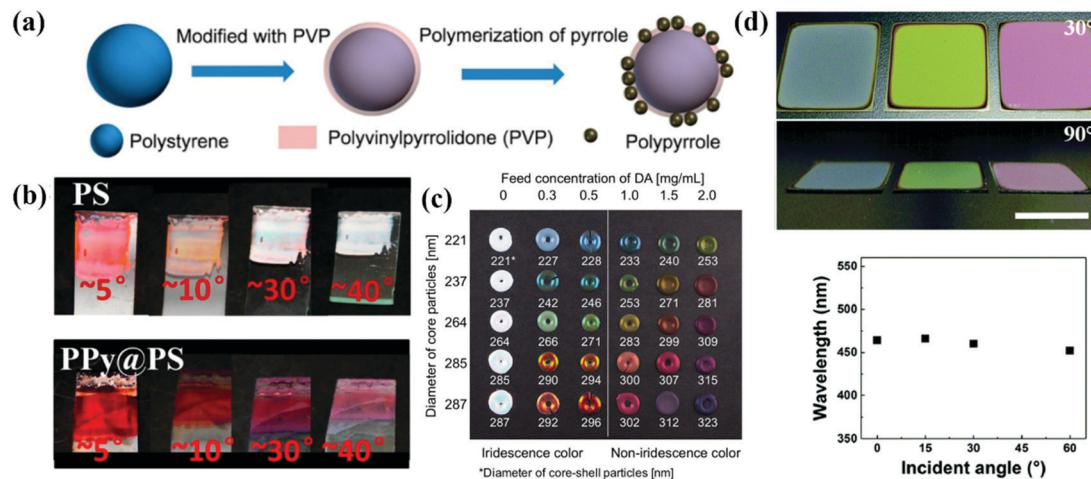 (a)
Modified with PVP
Polymerization of pyrrole
Polystyrene
Polyvinylpyrrolidone (PVP)
Polypyrrole
(b)
PS
~5°
~10°
~30°
~40°
PPy@PS
~5°
~10°
~30°
~40°
(c)
Feed concentration of DA [mg/mL]
0 0.3 0.5 1.0 1.5 2.0
Diameter of core particles [nm]
221
221* 227 228 233 240 253
237
237 242 246 253 271 281
264
264 266 271 283 299 309
285
285 290 294 300 307 315
287
287 292 296 302 312 323
Iridescence color
Non-iridescence color
*Diameter of core-shell particles [nm]
(d)
30°
90°
Wavelength (nm)
550
500
450
400
350
0 15 30 45 60
Incident angle (°)